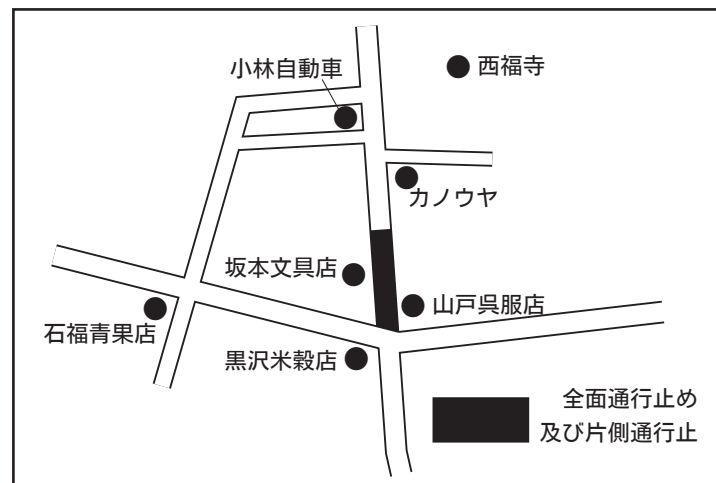 小林自動車
西福寺
カノウヤ
坂本文具店
山戸呉服店
石福青果店
黒沢米穀店
全面通行止め
及び片側通行止